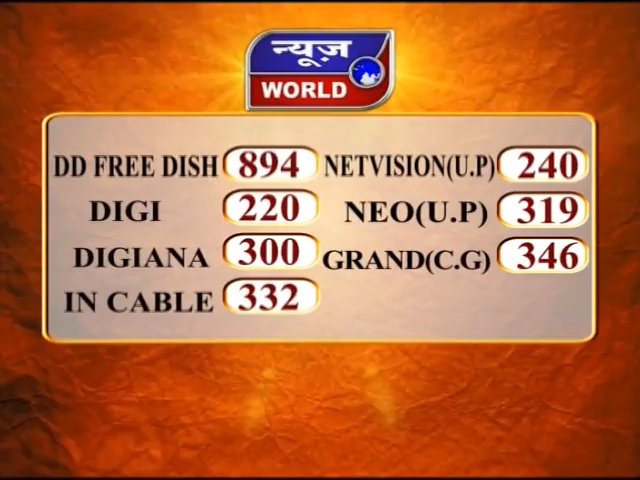 न्यूज़
WORLD
DD FREE DISH 894 NETVISION(U.P) 240
DIGI 220 NEO(U.P) 319
DIGIANA 300 GRAND(C.G) 346
IN CABLE 332